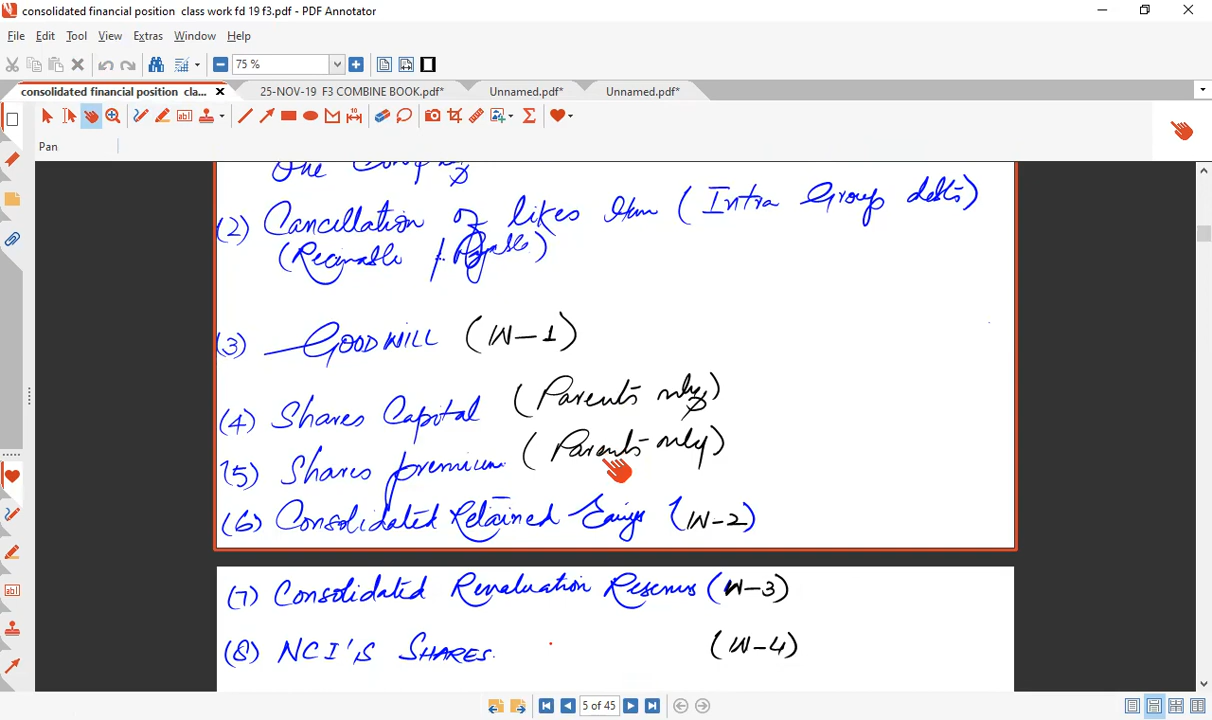 consolidated financial position class work fd 19 f3.pdf - PDF Annotator
File Edit Tool View Extras Window Help
75 %
consolidated financial position cla... 25-NOV-19 F3 COMBINE BOOK.pdf* Unnamed.pdf* Unnamed.pdf*
Pan
One Company
(2) Cancellation of likes Item (Intra Group debts)
(Receivable / Payable)
(3) GOODWILL (W-1)
(4) Shares Capital (Parents only)
(5) Shares premium (Parents only)
(6) Consolidated Retained Earnings (W-2)
(7) Consolidated Revaluation Reserves (W-3)
(8) NCI'S SHARES. (W-4)
5 of 45